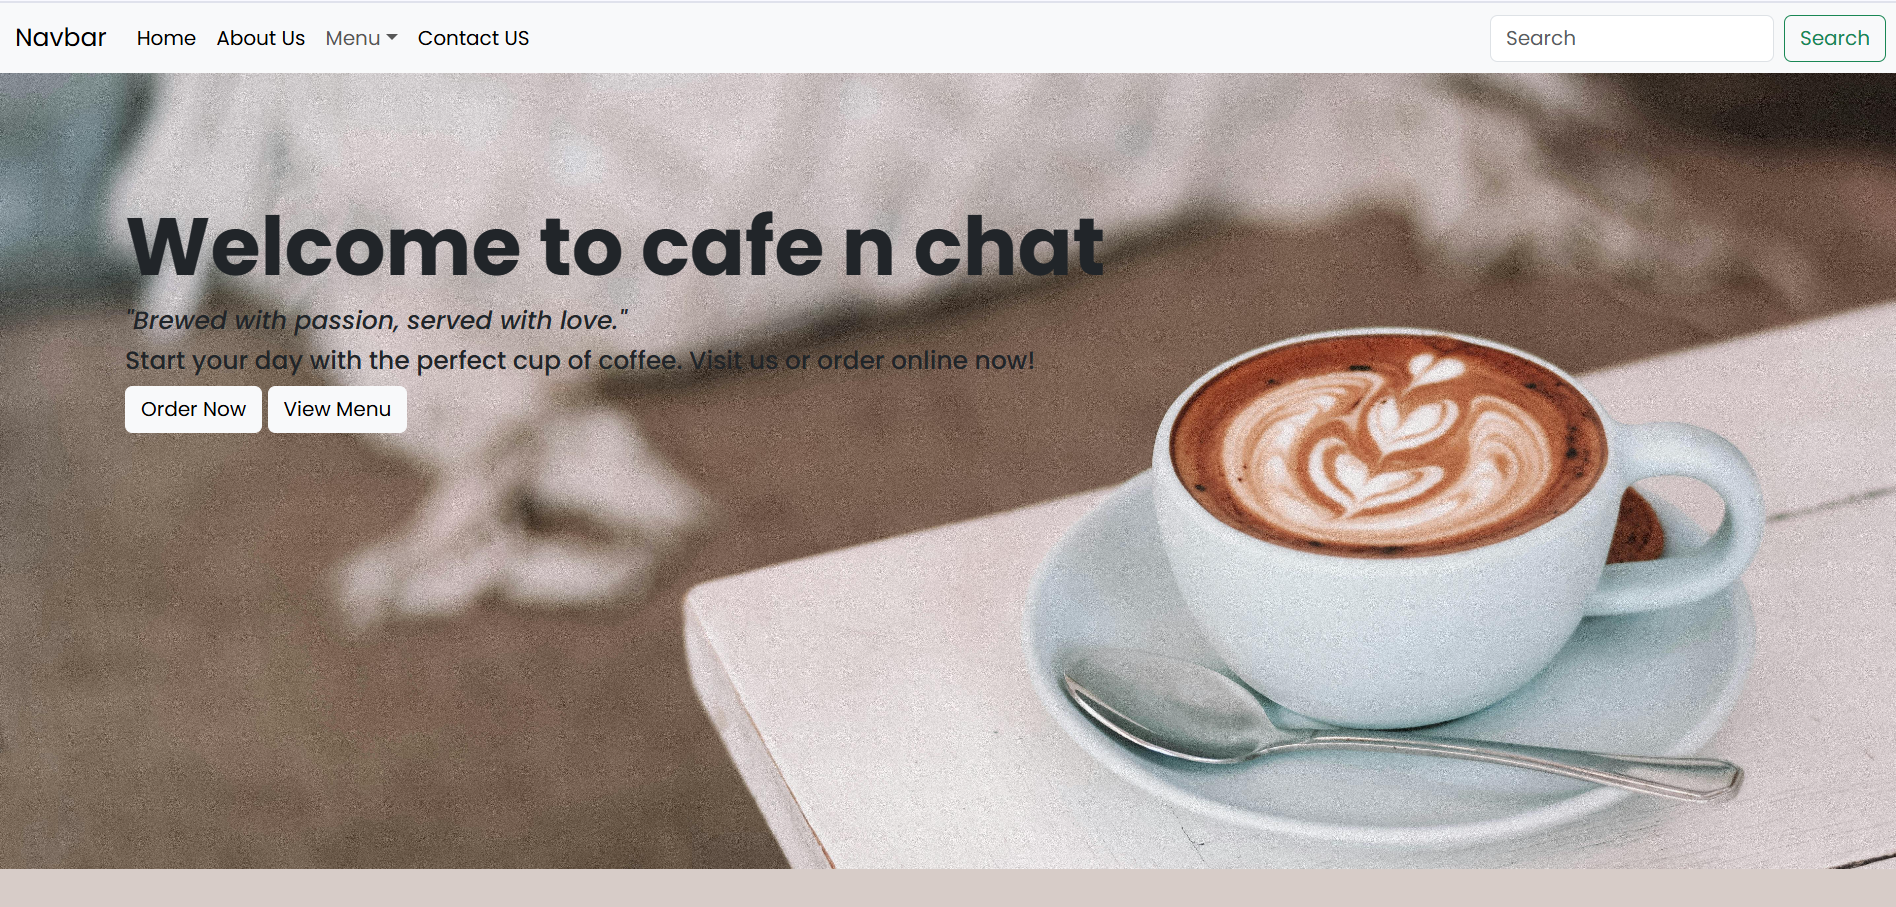 Navbar Home About Us Menu Contact US Search Search
Welcome to cafe n chat
"Brewed with passion, served with love."
Start your day with the perfect cup of coffee. Visit us or order online now!
Order Now View Menu